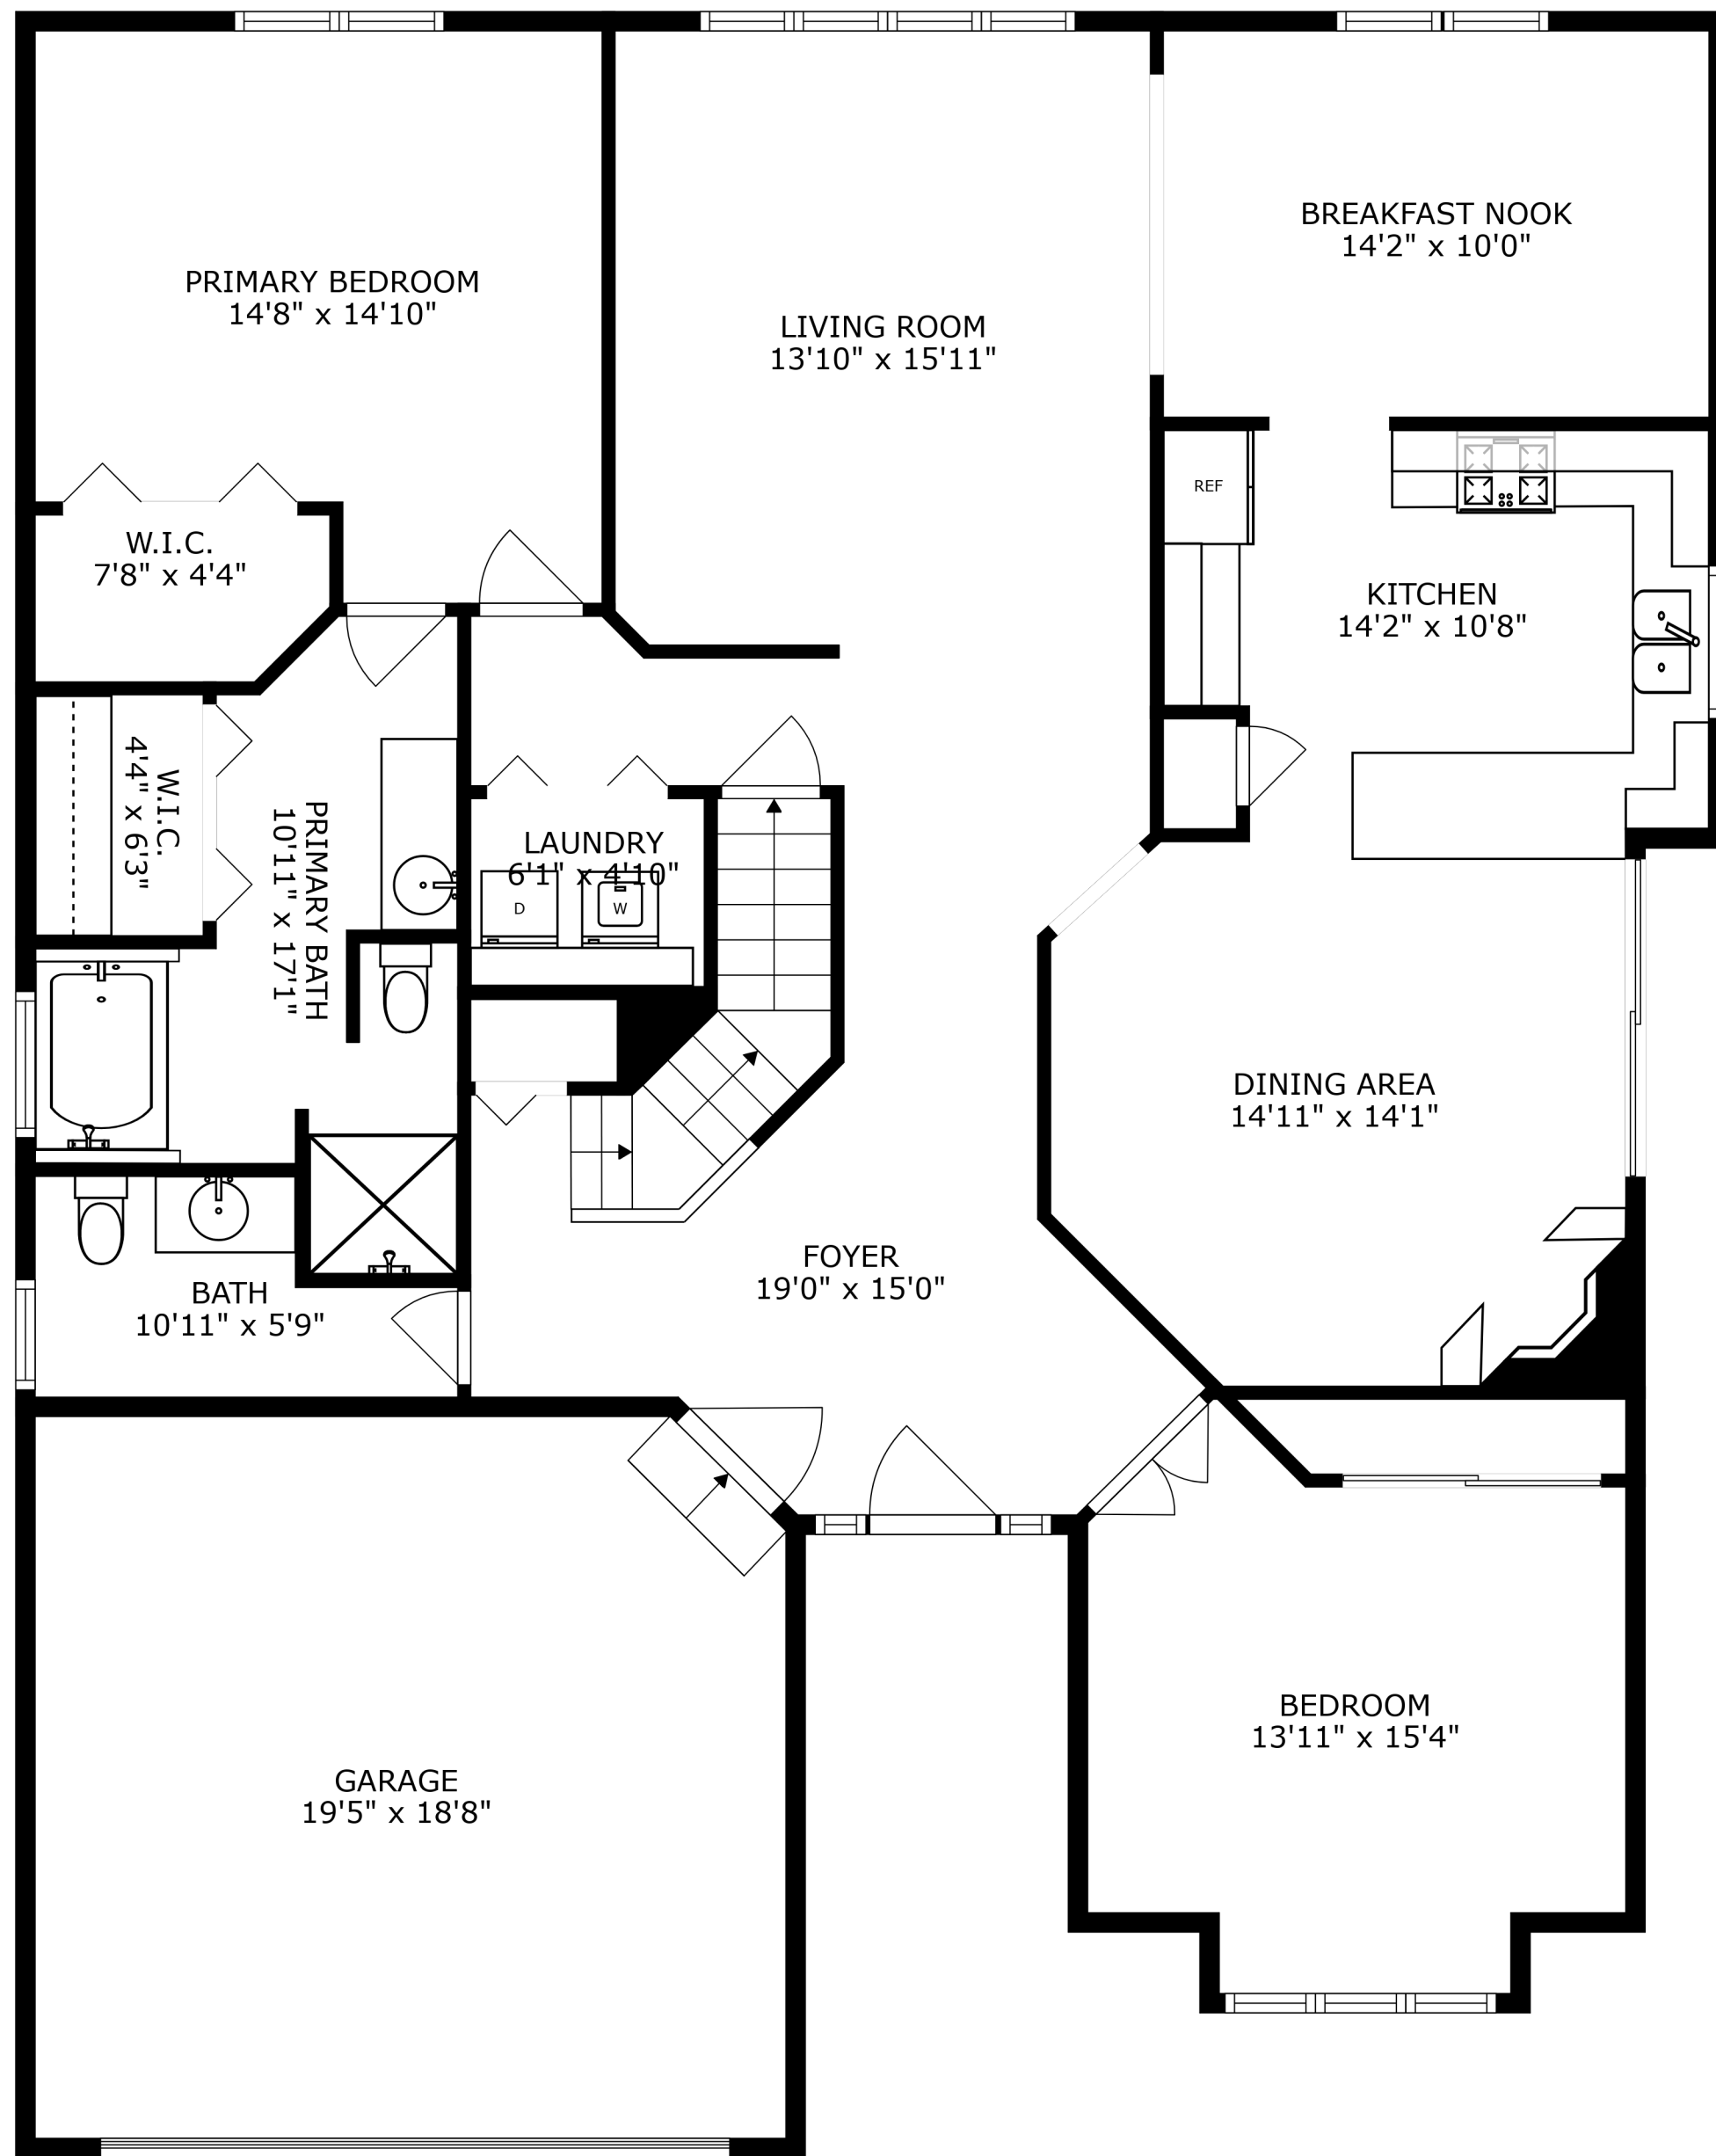 BREAKFAST NOOK
14'2" x 10'0"
PRIMARY BEDROOM
14'8" x 14'10"
LIVING ROOM
13'10" x 15'11"
REF
W.I.C.
7'8" x 4'4"
KITCHEN
14'2" x 10'8"
W.I.C.
4'4" x 6'3"
PRIMARY BATH
10'11" x 17'1"
LAUNDRY
6'1" x 4'10"
D
W
DINING AREA
14'11" x 14'1"
FOYER
19'0" x 15'0"
BATH
10'11" x 5'9"
BEDROOM
13'11" x 15'4"
GARAGE
19'5" x 18'8"